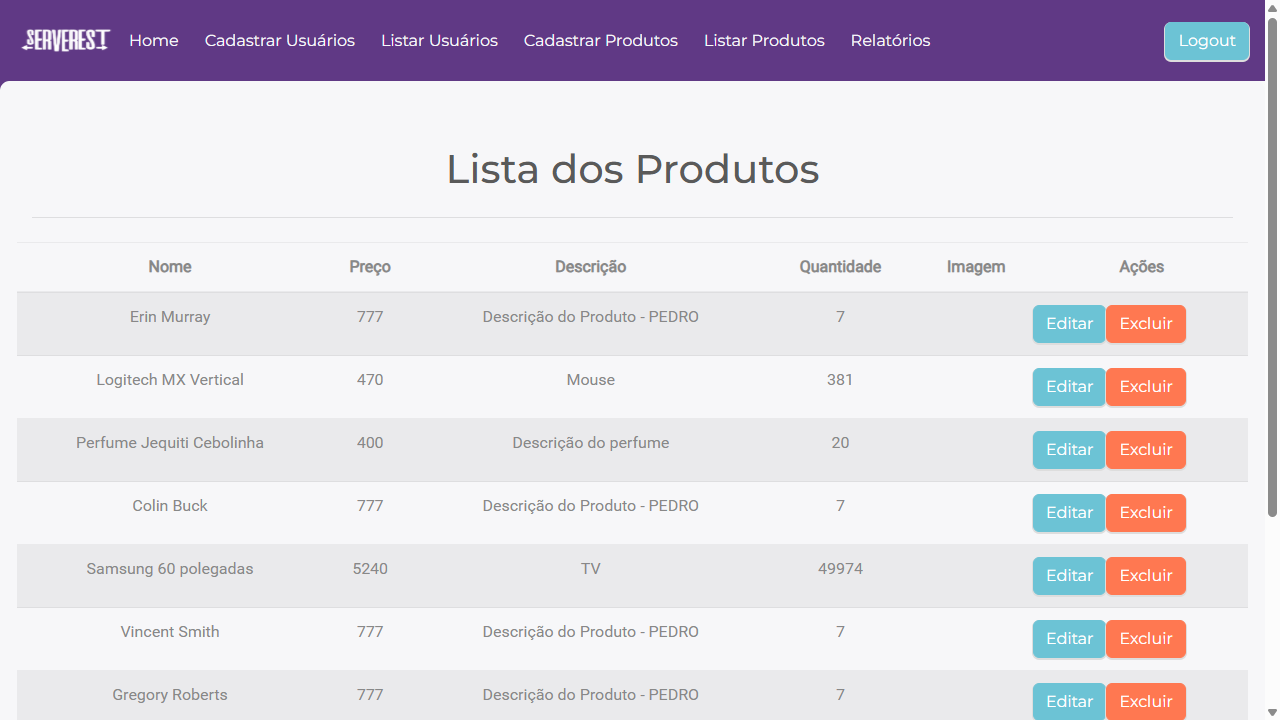 SERVEREST Home Cadastrar Usuários Listar Usuários Cadastrar Produtos Listar Produtos Relatórios Logout
Lista dos Produtos
Nome Preço Descrição Quantidade Imagem Ações
Erin Murray 777 Descrição do Produto - PEDRO 7 Editar Excluir
Logitech MX Vertical 470 Mouse 381 Editar Excluir
Perfume Jequiti Cebolinha 400 Descrição do perfume 20 Editar Excluir
Colin Buck 777 Descrição do Produto - PEDRO 7 Editar Excluir
Samsung 60 polegadas 5240 TV 49974 Editar Excluir
Vincent Smith 777 Descrição do Produto - PEDRO 7 Editar Excluir
Gregory Roberts 777 Descrição do Produto - PEDRO 7 Editar Excluir